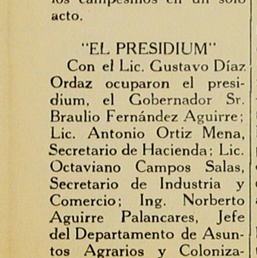 los campesinos en un solo
acto.
"EL PRESIDIUM"
Con el Lic. Gustavo Díaz
Ordaz ocuparon el presi-
dium, el Gobernador Sr.
Braulio Fernández Aguirre;
Lic. Antonio Ortiz Mena,
Secretario de Hacienda; Lic.
Octaviano Campos Salas,
Secretario de Industria y
Comercio; Ing. Norberto
Aguirre Palancares, Jefe
del Departamento de Asun-
tos Agrarios y Coloniza-